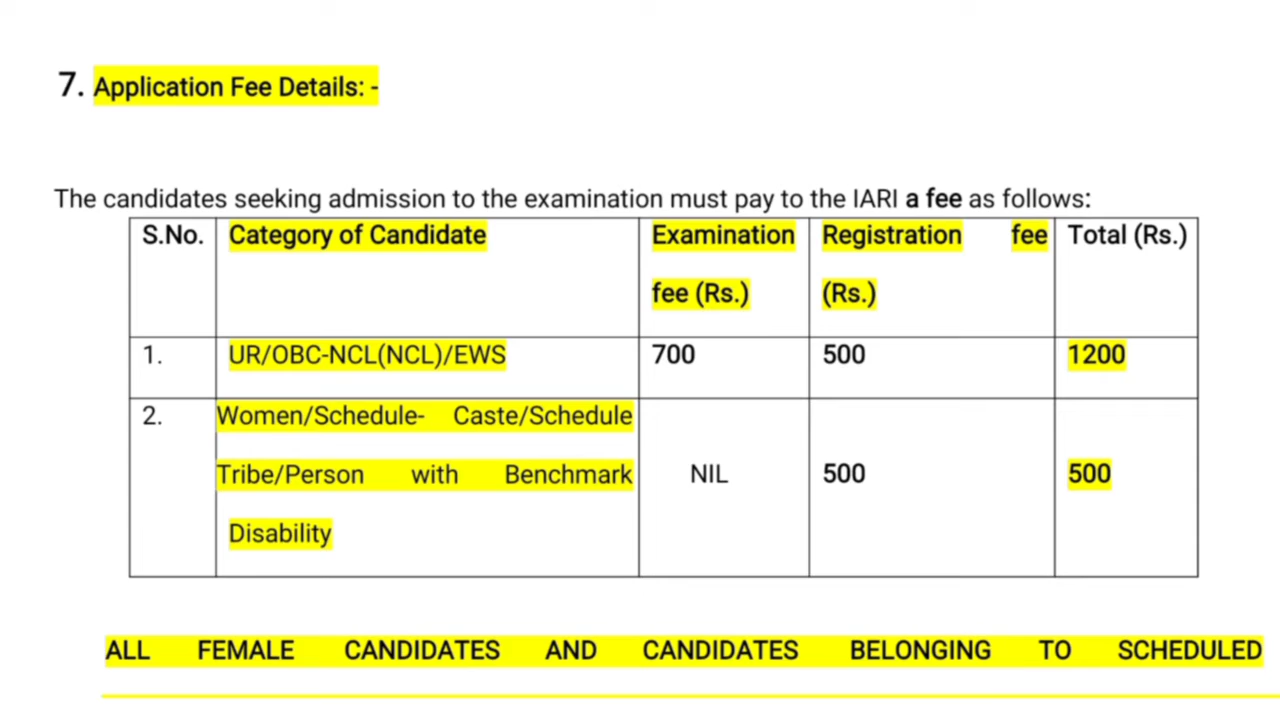 7. Application Fee Details: -
The candidates seeking admission to the examination must pay to the IARI a fee as follows:
S.No. Category of Candidate Examination fee (Rs.) Registration fee (Rs.) Total (Rs.)
1. UR/OBC-NCL(NCL)/EWS 700 500 1200
2. Women/Schedule- Caste/Schedule
Tribe/Person with Benchmark NIL 500 500
Disability
ALL FEMALE CANDIDATES AND CANDIDATES BELONGING TO SCHEDULED